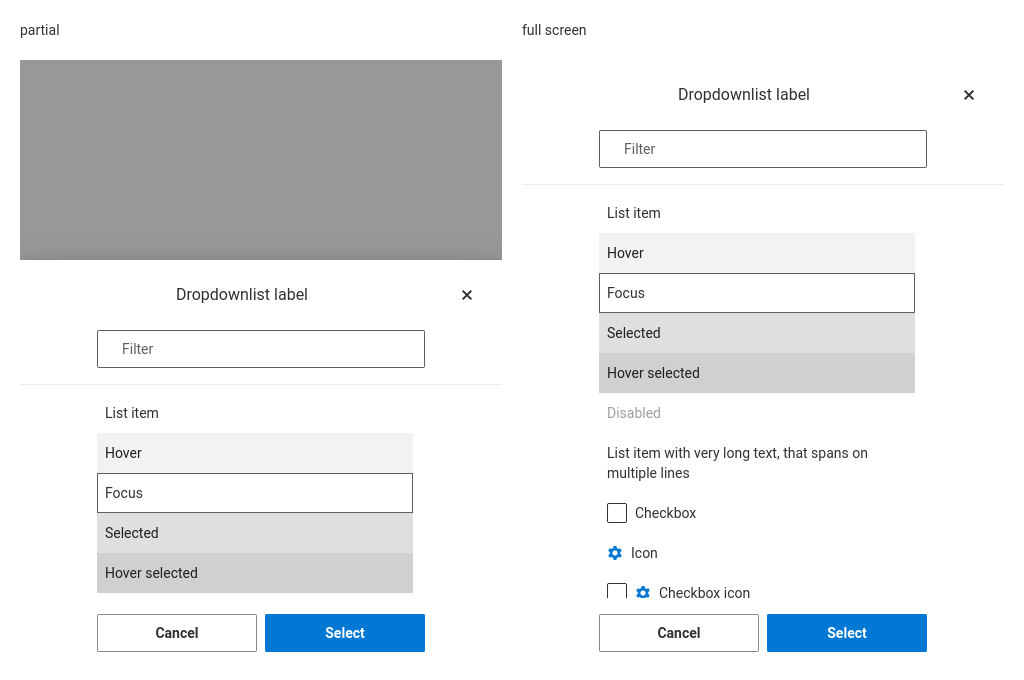 partial
Dropdownlist label
Filter
List item
Hover
Focus
Selected
Hover selected
Cancel
Select
full screen
Dropdownlist label
Filter
List item
Hover
Focus
Selected
Hover selected
Disabled
List item with very long text, that spans on
multiple lines
Checkbox
Icon
Checkbox icon
Cancel
Select